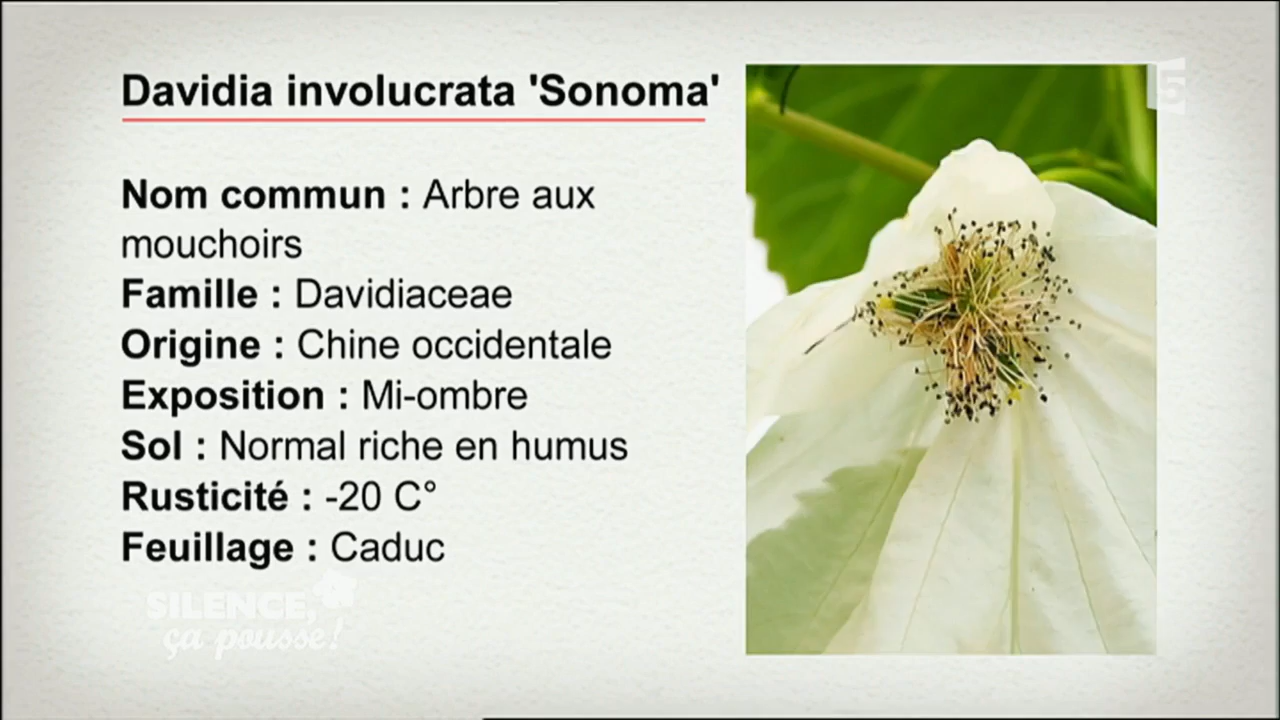 Davidia involucrata 'Sonoma'
Nom commun : Arbre aux
mouchoirs
Famille : Davidiaceae
Origine : Chine occidentale
Exposition : Mi-ombre
Sol : Normal riche en humus
Rusticité : -20 C°
Feuillage : Caduc
SILENCE,
ça pousse!
5